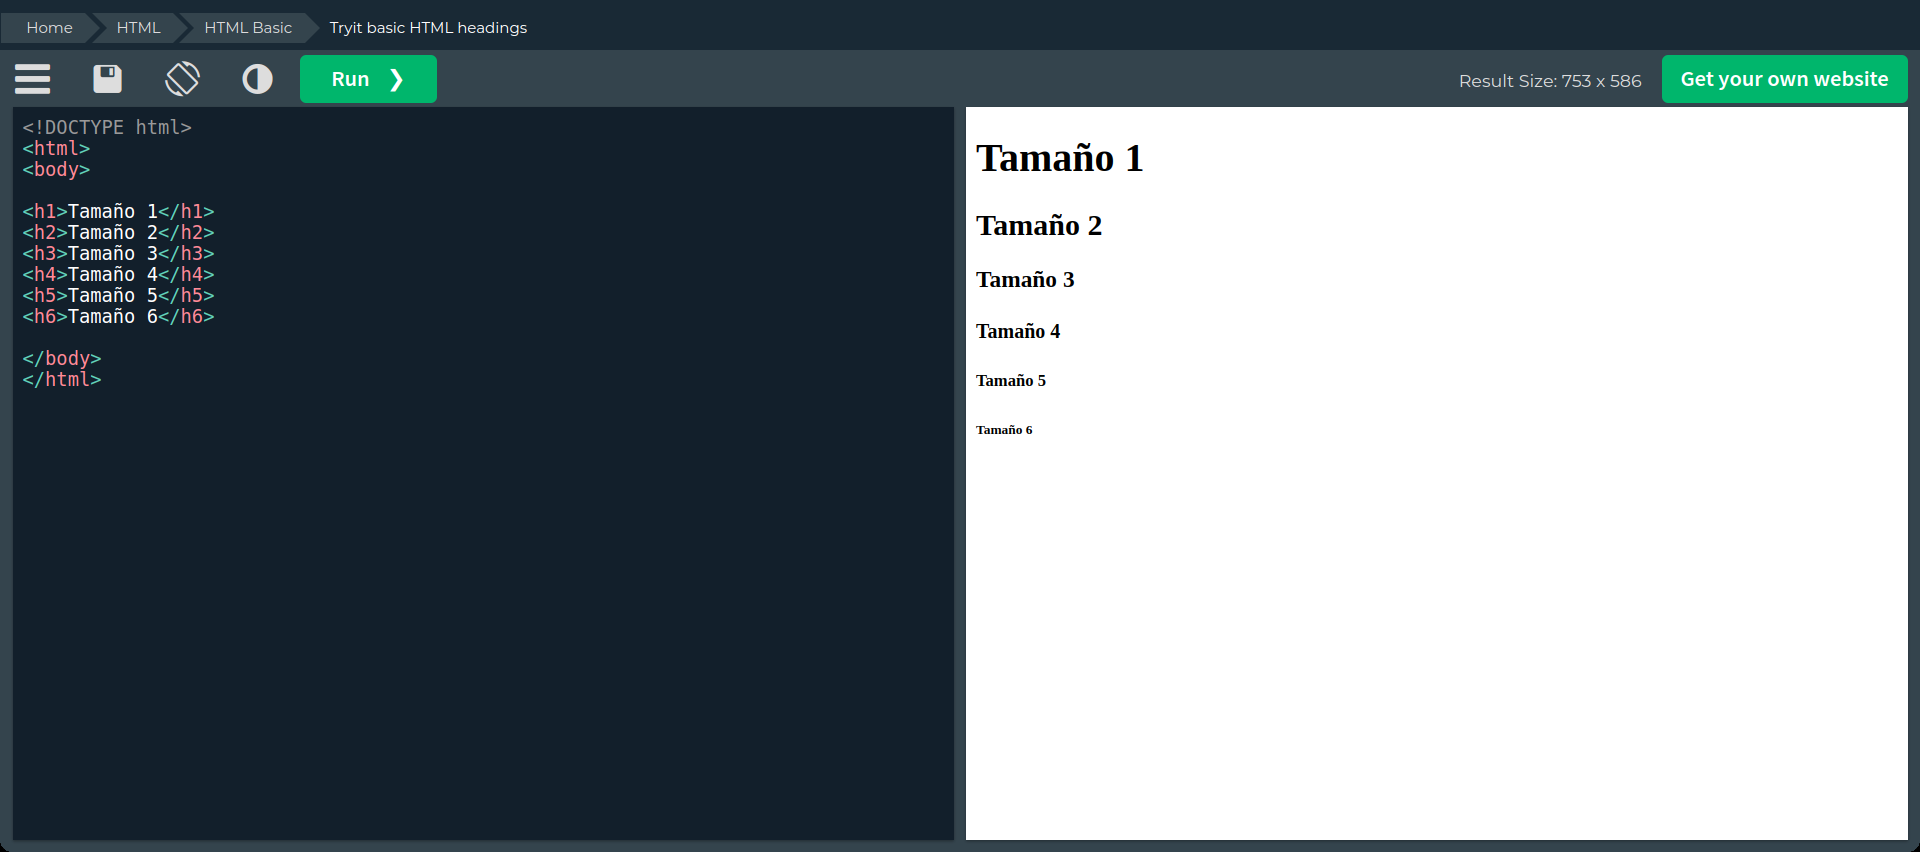 Home HTML HTML Basic Tryit basic HTML headings
Run ❯ Result Size: 753 x 586 Get your own website
<!DOCTYPE html>
<html>
<body>
<h1>Tamaño 1</h1>
<h2>Tamaño 2</h2>
<h3>Tamaño 3</h3>
<h4>Tamaño 4</h4>
<h5>Tamaño 5</h5>
<h6>Tamaño 6</h6>
</body>
</html>
Tamaño 1
Tamaño 2
Tamaño 3
Tamaño 4
Tamaño 5
Tamaño 6